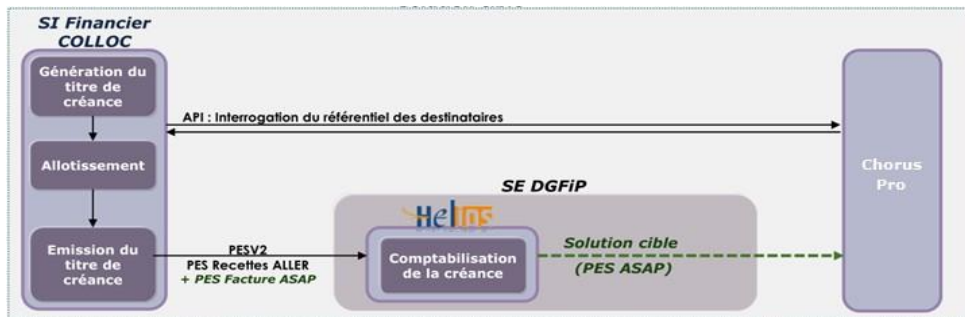 SI Financier
COLLOC
Génération du
titre de
créance
API : Interrogation du référentiel des destinataires
Allotissement
Chorus
Pro
SE DGFiP
Helios
Emission du
titre de
créance
PESV2
PES Recettes ALLER
+ PES Facture ASAP
Comptabilisation
de la créance
Solution cible
(PES ASAP)